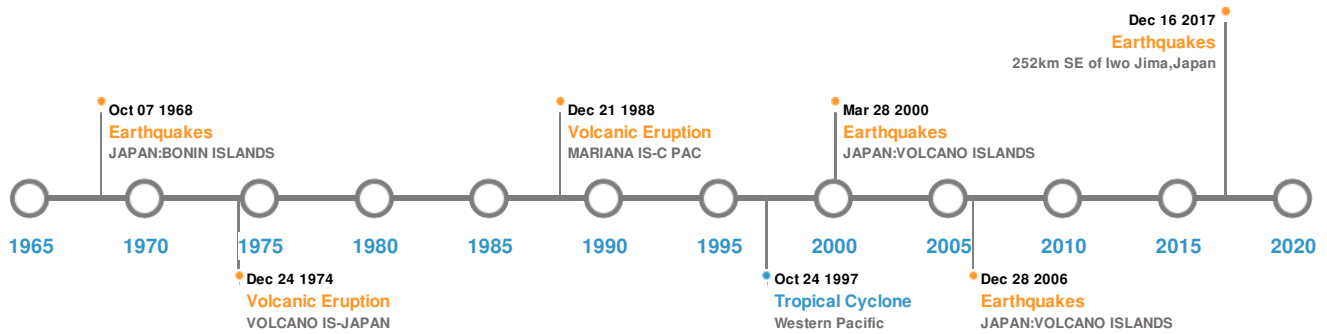 Dec 16 2017
Earthquakes
252km SE of Iwo Jima,Japan
Oct 07 1968
Earthquakes
JAPAN:BONIN ISLANDS
Dec 21 1988
Volcanic Eruption
MARIANA IS-C PAC
Mar 28 2000
Earthquakes
JAPAN:VOLCANO ISLANDS
1965
1970
1975
1980
1985
1990
1995
2000
2005
2010
2015
2020
Dec 24 1974
Volcanic Eruption
VOLCANO IS-JAPAN
Oct 24 1997
Tropical Cyclone
Western Pacific
Dec 28 2006
Earthquakes
JAPAN:VOLCANO ISLANDS